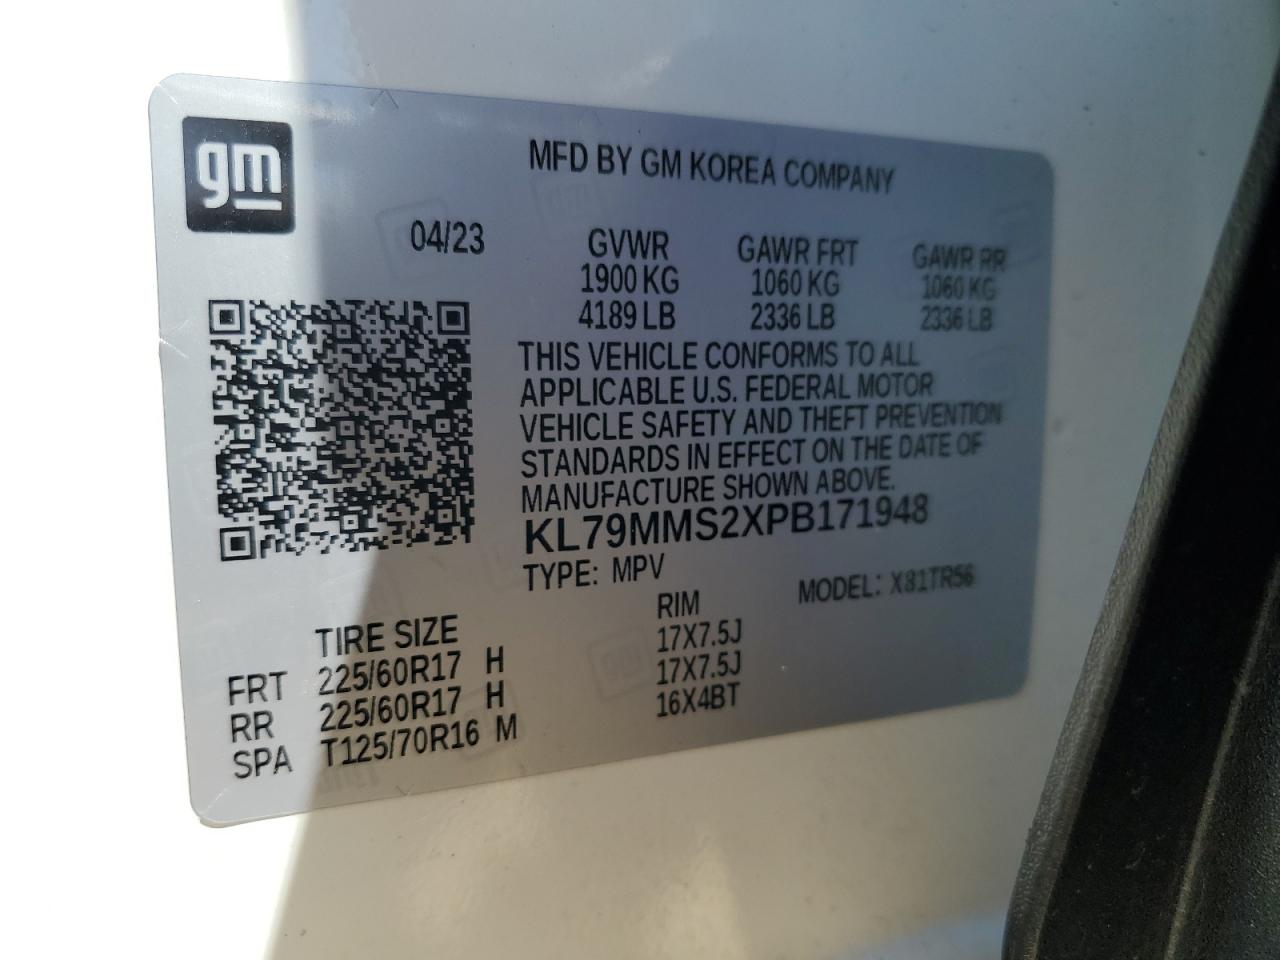 gm
MFD BY GM KOREA COMPANY
04/23
GVWR GAWR FRT GAWR RR
1900 KG 1060 KG 1060 KG
4189 LB 2336 LB 2336 LB
THIS VEHICLE CONFORMS TO ALL
APPLICABLE U.S. FEDERAL MOTOR
VEHICLE SAFETY AND THEFT PREVENTION
STANDARDS IN EFFECT ON THE DATE OF
MANUFACTURE SHOWN ABOVE.
KL79MMS2XPB171948
TYPE: MPV MODEL: X81TR56
TIRE SIZE RIM
FRT 225/60R17 H 17X7.5J
RR 225/60R17 H 17X7.5J
SPA T125/70R16 M 16X4BT